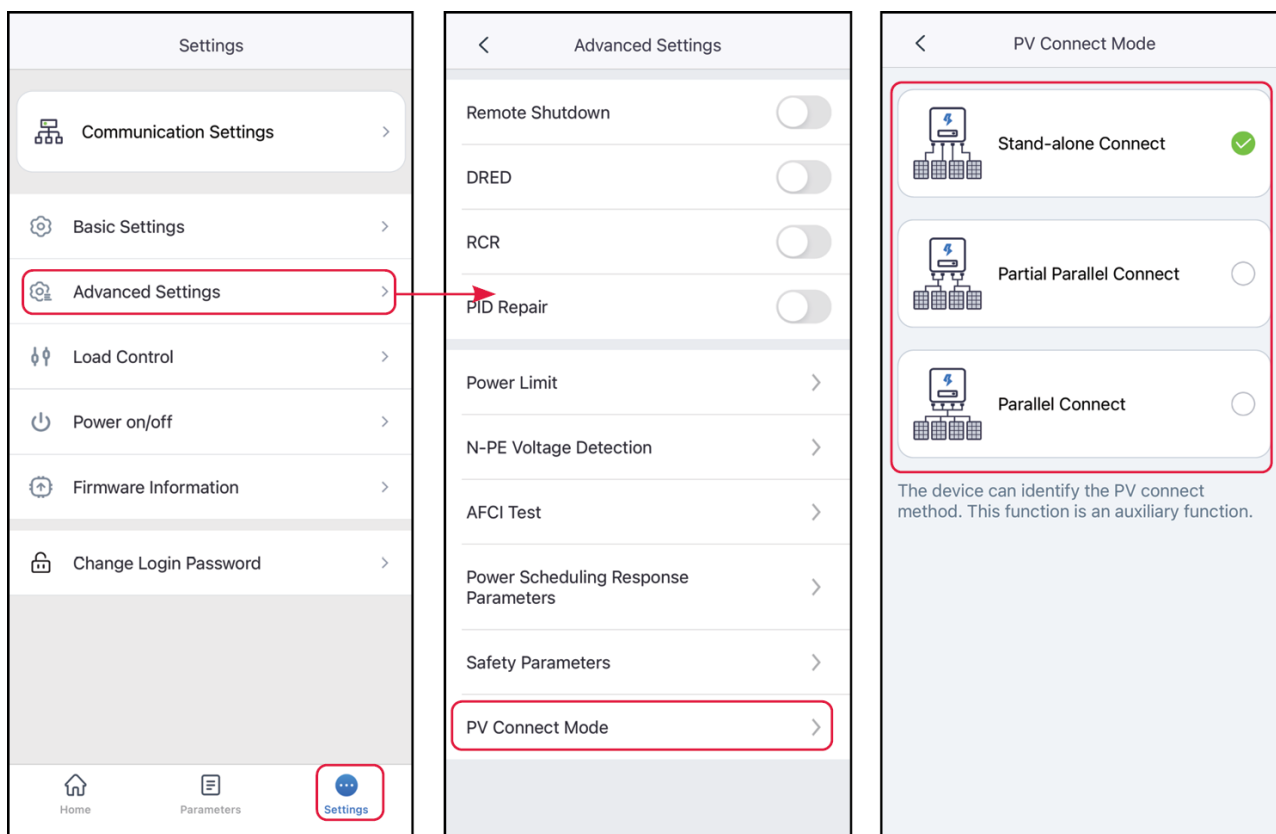 Settings
Communication Settings
Basic Settings
Advanced Settings
Load Control
Power on/off
Firmware Information
Change Login Password
Home
Parameters
Settings
Advanced Settings
Remote Shutdown
DRED
RCR
PID Repair
Power Limit
N-PE Voltage Detection
AFCI Test
Power Scheduling Response
Parameters
Safety Parameters
PV Connect Mode
PV Connect Mode
Stand-alone Connect
Partial Parallel Connect
Parallel Connect
The device can identify the PV connect
method. This function is an auxiliary function.